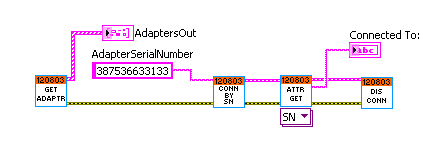 Connected To:
AdaptersOut
abc
AdapterSerialNumber
387536633133
120803
GET
ADAPTR
120803
CONN
BY
SN
120803
ATTR
GET
120803
DIS
CONN
SN